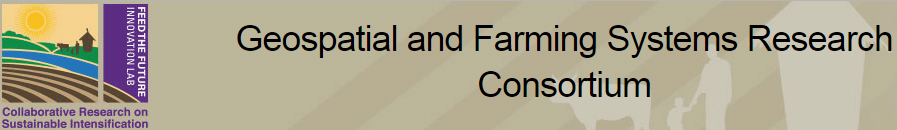 FEED THE FUTURE
INNOVATION LAB
Collaborative Research on
Sustainable Intensification
Geospatial and Farming Systems Research
Consortium